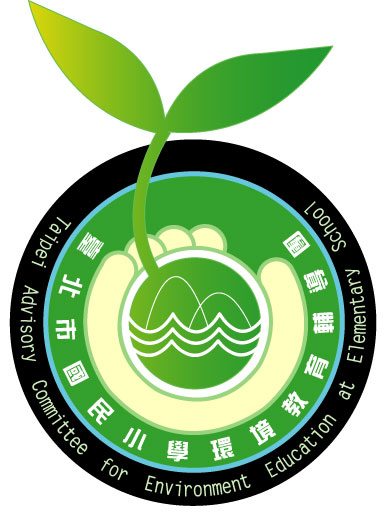 臺北市國民小學環境教育輔導團
Taipei Advisory Committee for Environment Education at Elementary School